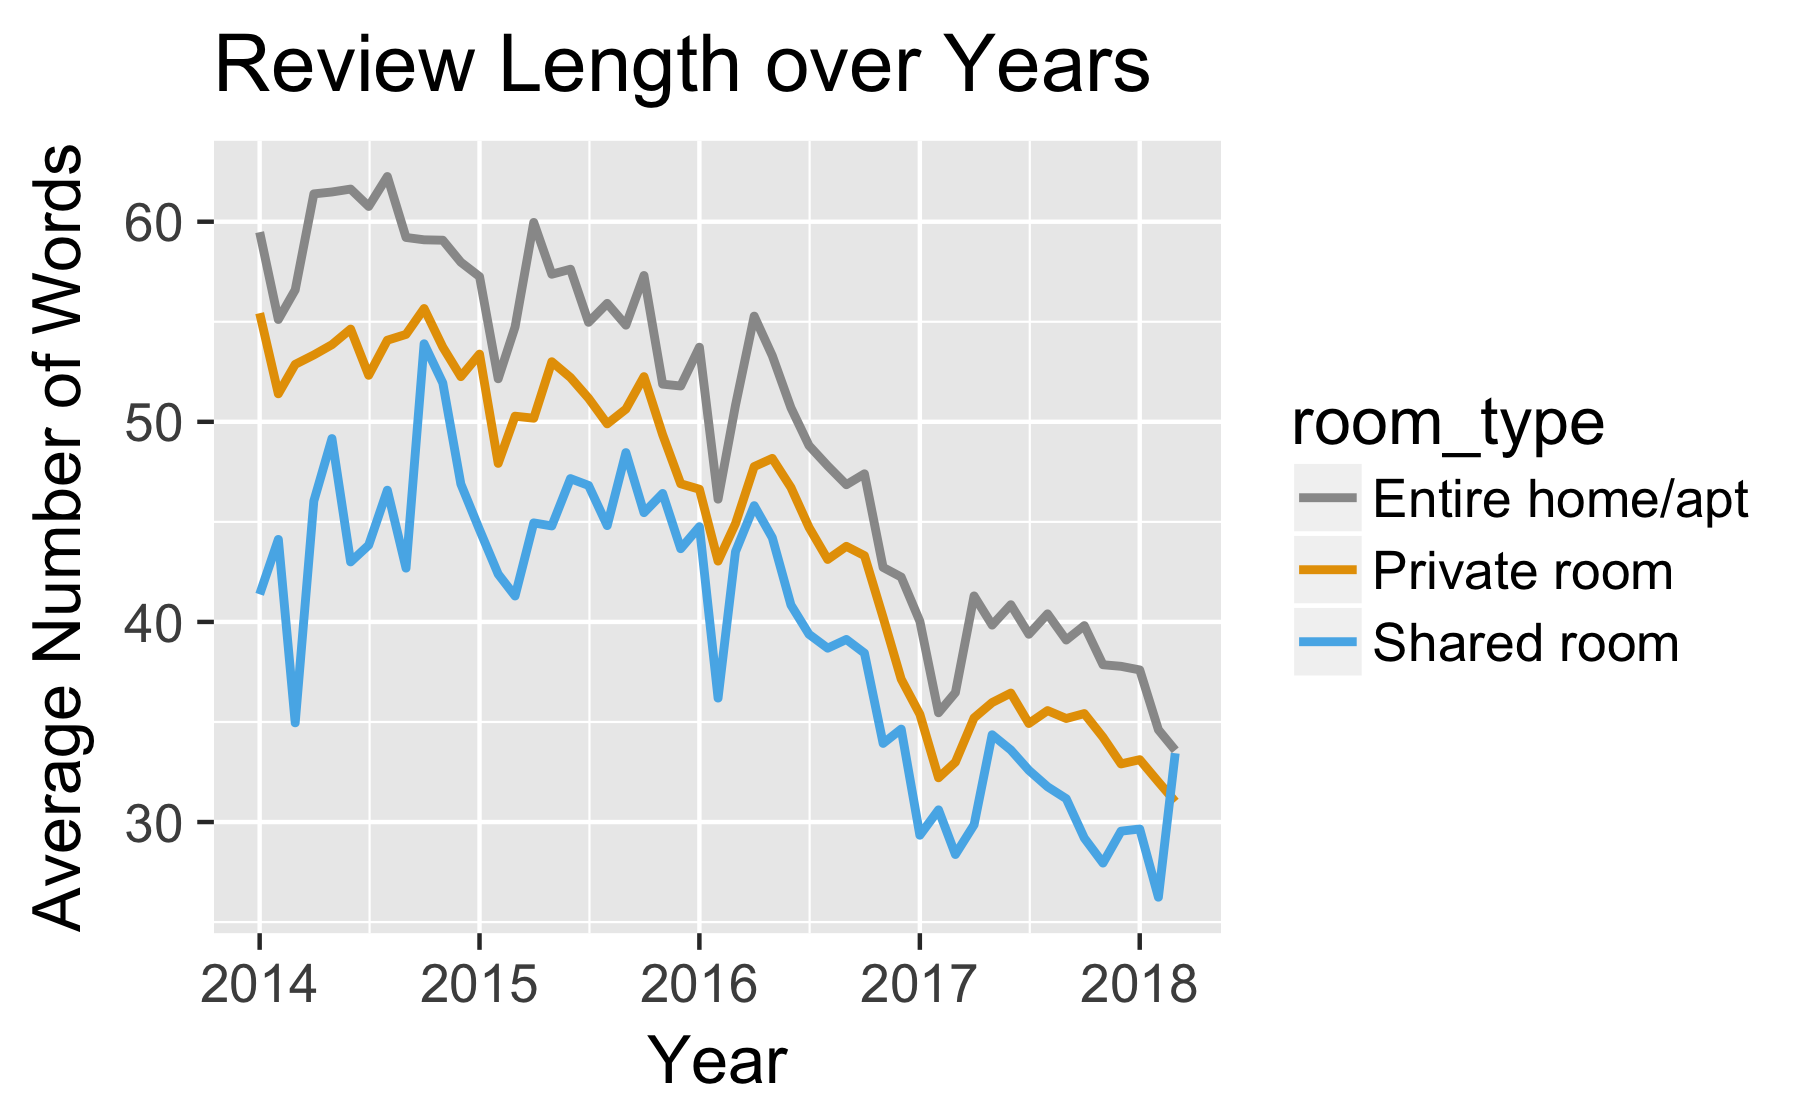 Review Length over Years
Average Number of Words
60
50
40
30
2014 2015 2016 2017 2018
Year
room_type
Entire home/apt
Private room
Shared room